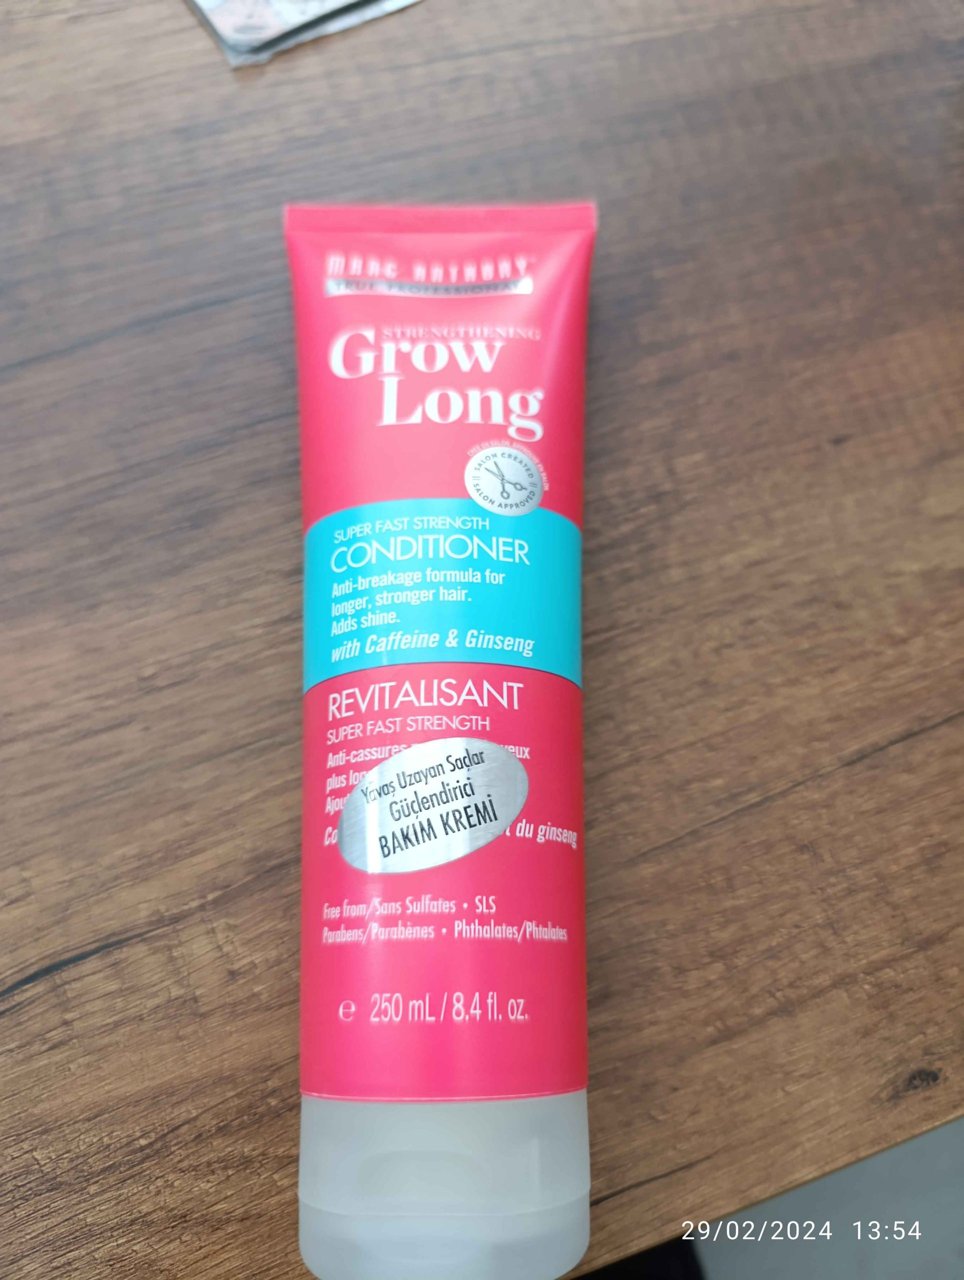 MARC ANTHONY
TRUE PROFESSIONAL
STRENGTHENING
Grow
Long
SALON CREATED
SALON APPROVED
SUPER FAST STRENGTH
CONDITIONER
Anti-breakage formula for
longer, stronger hair.
Adds shine.
with Caffeine & Ginseng
REVITALISANT
SUPER FAST STRENGTH
Anti-cassures
plus
Yavaş Uzayan Saçlar
Güçlendirici
BAKIM KREMİ
du ginseng
Free from/Sans Sulfates • SLS
Parabens/Parabènes • Phthalates/Phtalates
e 250 mL / 8.4 fl. oz.
29/02/2024 13:54